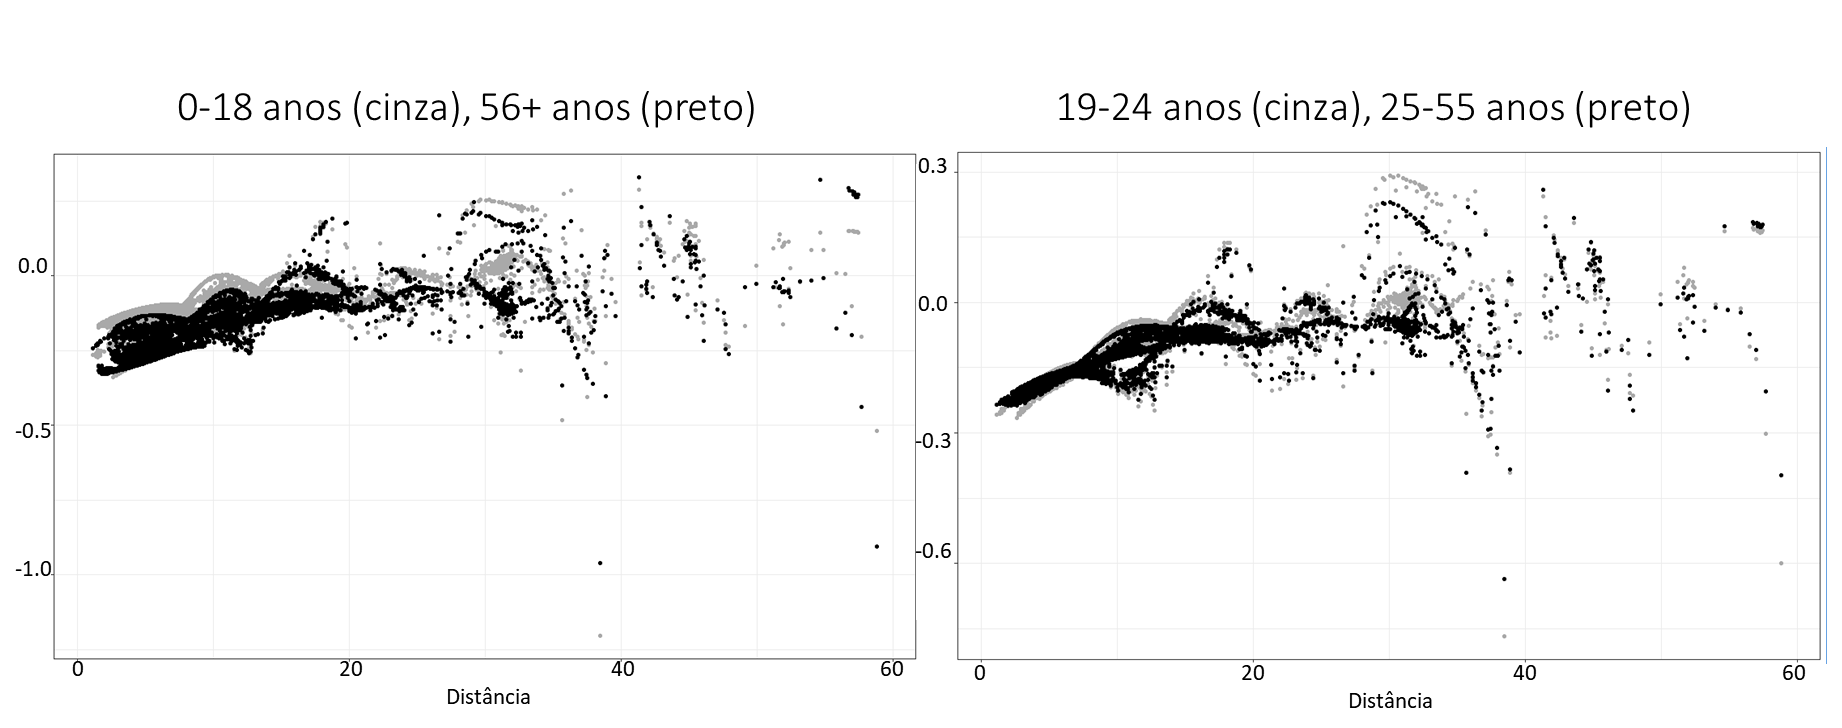 0-18 anos (cinza), 56+ anos (preto)
0.0
-0.5
-1.0
0 20 40 60
Distância
19-24 anos (cinza), 25-55 anos (preto)
0.3
0.0
-0.3
-0.6
0 20 40 60
Distância